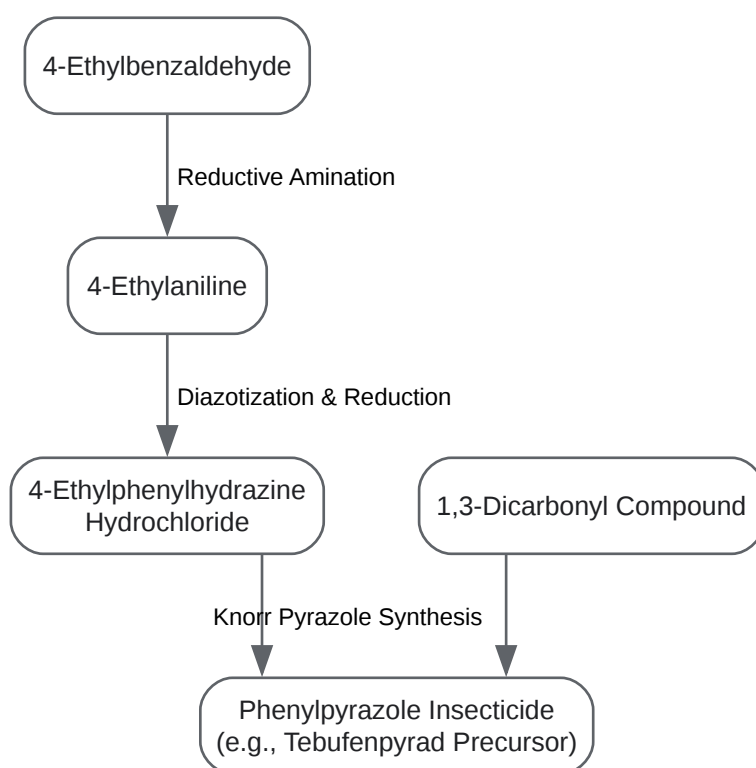 4-Ethylbenzaldehyde
Reductive Amination
4-Ethylaniline
Diazotization & Reduction
4-Ethylphenylhydrazine
Hydrochloride
1,3-Dicarbonyl Compound
Knorr Pyrazole Synthesis
Phenylpyrazole Insecticide
(e.g., Tebufenpyrad Precursor)